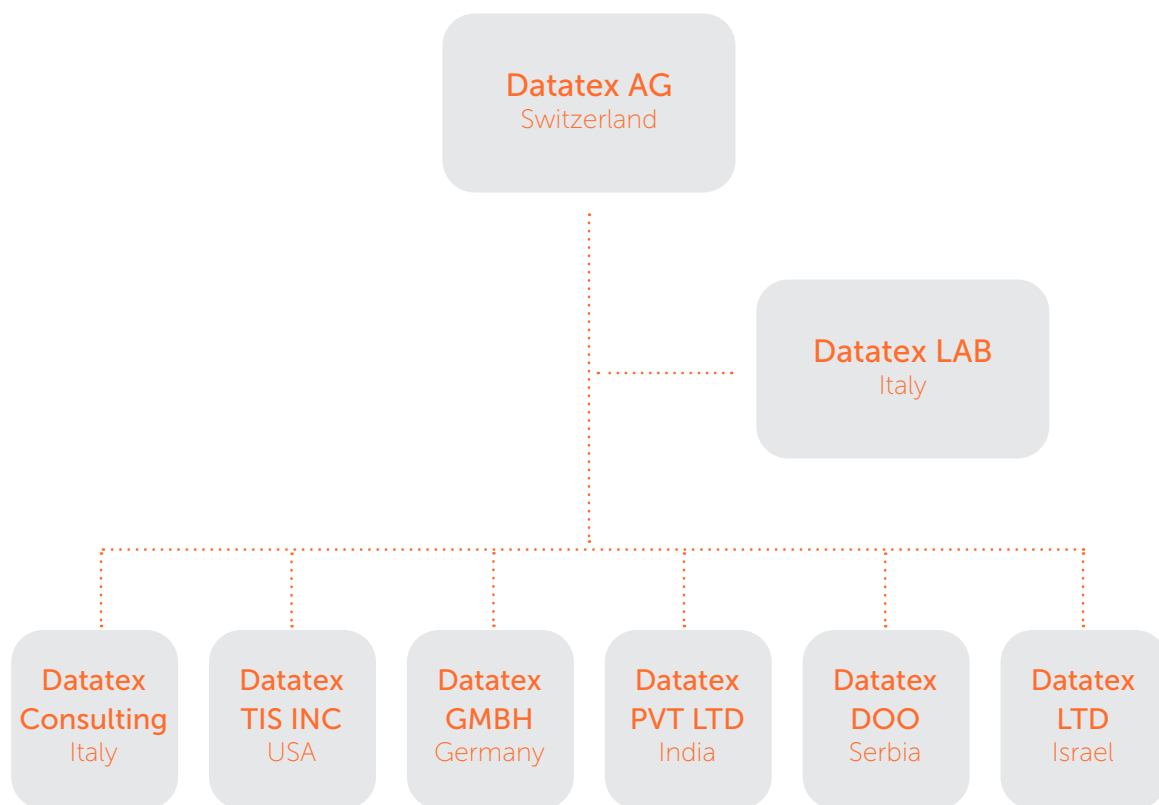 Datatex AG
Switzerland
Datatex LAB
Italy
Datatex
Consulting
Italy
Datatex
TIS INC
USA
Datatex
GMBH
Germany
Datatex
PVT LTD
India
Datatex
DOO
Serbia
Datatex
LTD
Israel